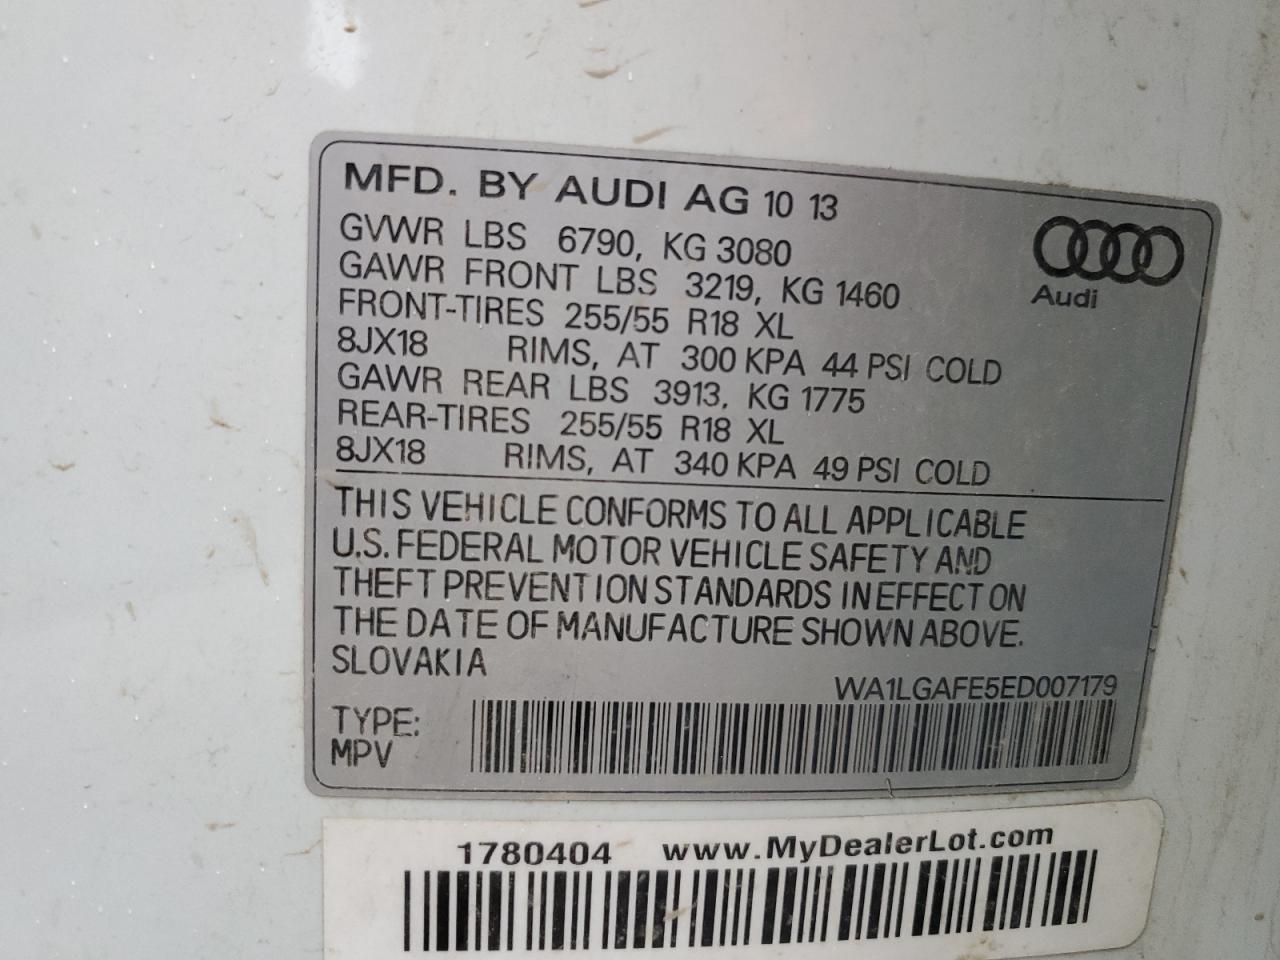 MFD. BY AUDI AG 10 13
GVWR LBS 6790, KG 3080
GAWR FRONT LBS 3219, KG 1460
FRONT-TIRES 255/55 R18 XL
8JX18 RIMS, AT 300 KPA 44 PSI COLD
GAWR REAR LBS 3913, KG 1775
REAR-TIRES 255/55 R18 XL
8JX18 RIMS, AT 340 KPA 49 PSI COLD
Audi
THIS VEHICLE CONFORMS TO ALL APPLICABLE
U.S. FEDERAL MOTOR VEHICLE SAFETY AND
THEFT PREVENTION STANDARDS IN EFFECT ON
THE DATE OF MANUFACTURE SHOWN ABOVE.
SLOVAKIA
WA1LGAFE5ED007179
TYPE:
MPV
1780404 www.MyDealerLot.com